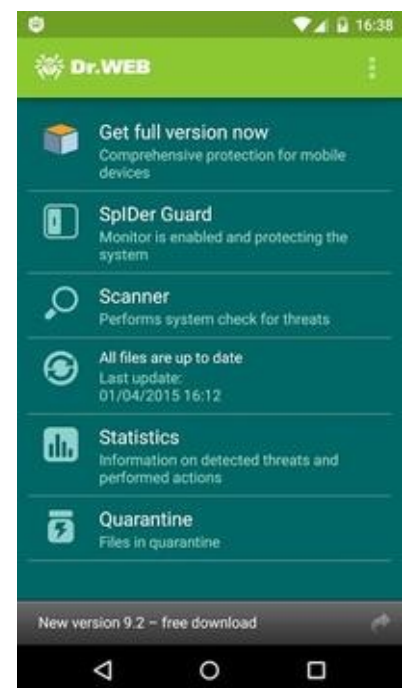 16:38
Dr.WEB
Get full version now
Comprehensive protection for mobile
devices
SpIDer Guard
Monitor is enabled and protecting the
system
Scanner
Performs system check for threats
All files are up to date
Last update:
01/04/2015 16:12
Statistics
Information on detected threats and
performed actions
Quarantine
Files in quarantine
New version 9.2 – free download